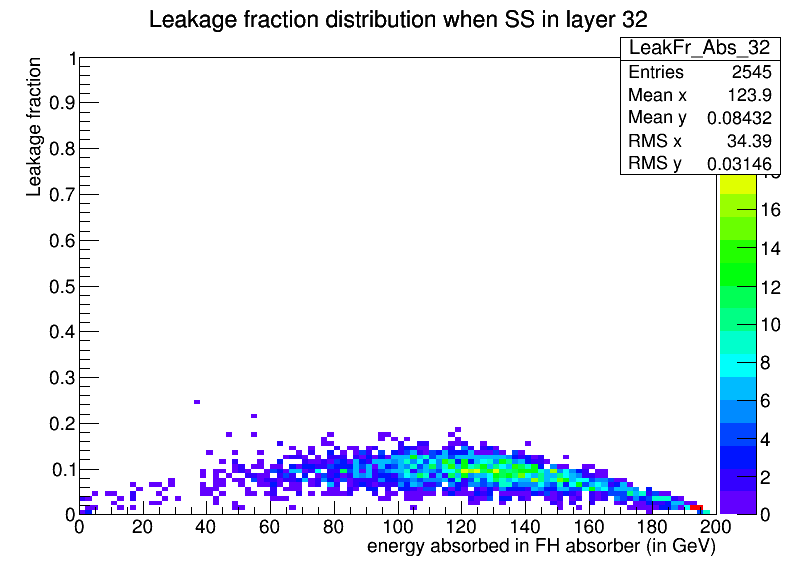 Leakage fraction distribution when SS in layer 32
LeakFr_Abs_32
Entries 2545
Mean x 123.9
Mean y 0.08432
RMS x 34.39
RMS y 0.03146
Leakage fraction
1
0.9
0.8
0.7
0.6
0.5
0.4
0.3
0.2
0.1
0
0 20 40 60 80 100 120 140 160 180 200
energy absorbed in FH absorber (in GeV)
16
14
12
10
8
6
4
2
0